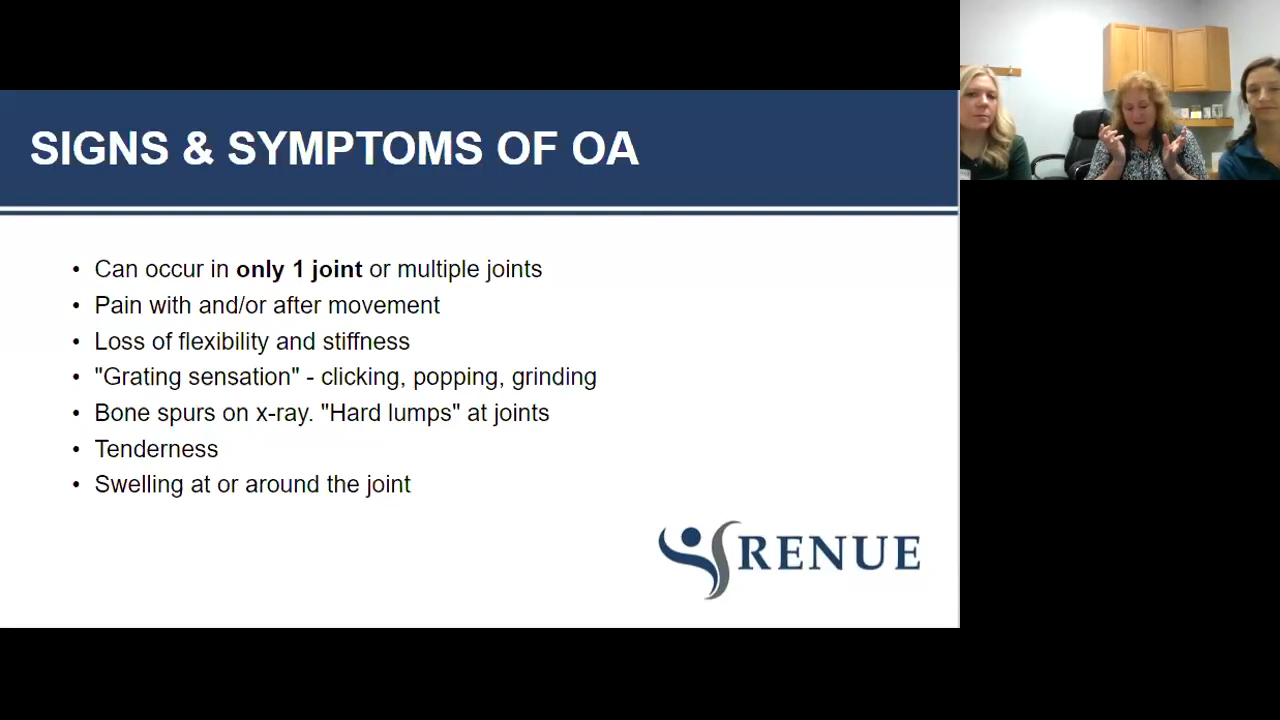 SIGNS & SYMPTOMS OF OA
• Can occur in only 1 joint or multiple joints
• Pain with and/or after movement
• Loss of flexibility and stiffness
• "Grating sensation" - clicking, popping, grinding
• Bone spurs on x-ray. "Hard lumps" at joints
• Tenderness
• Swelling at or around the joint
RENUE